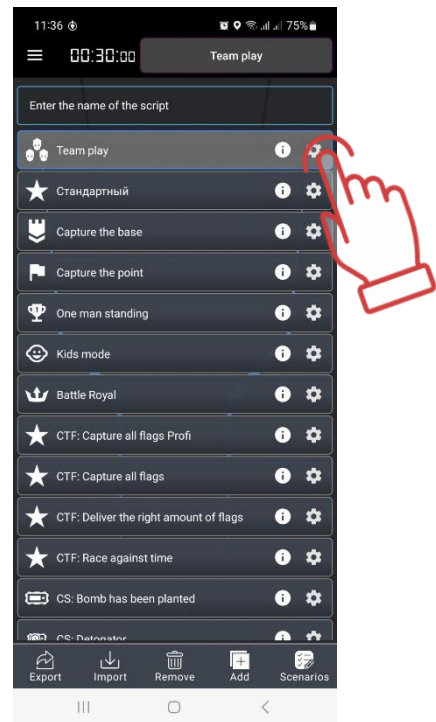 11:36 75%
00:30:00 Team play
Enter the name of the script
Team play
Стандартный
Capture the base
Capture the point
One man standing
Kids mode
Battle Royal
CTF: Capture all flags Profi
CTF: Capture all flags
CTF: Deliver the right amount of flags
CTF: Race against time
CS: Bomb has been planted
CS: Detonator
Export Import Remove Add Scenarios